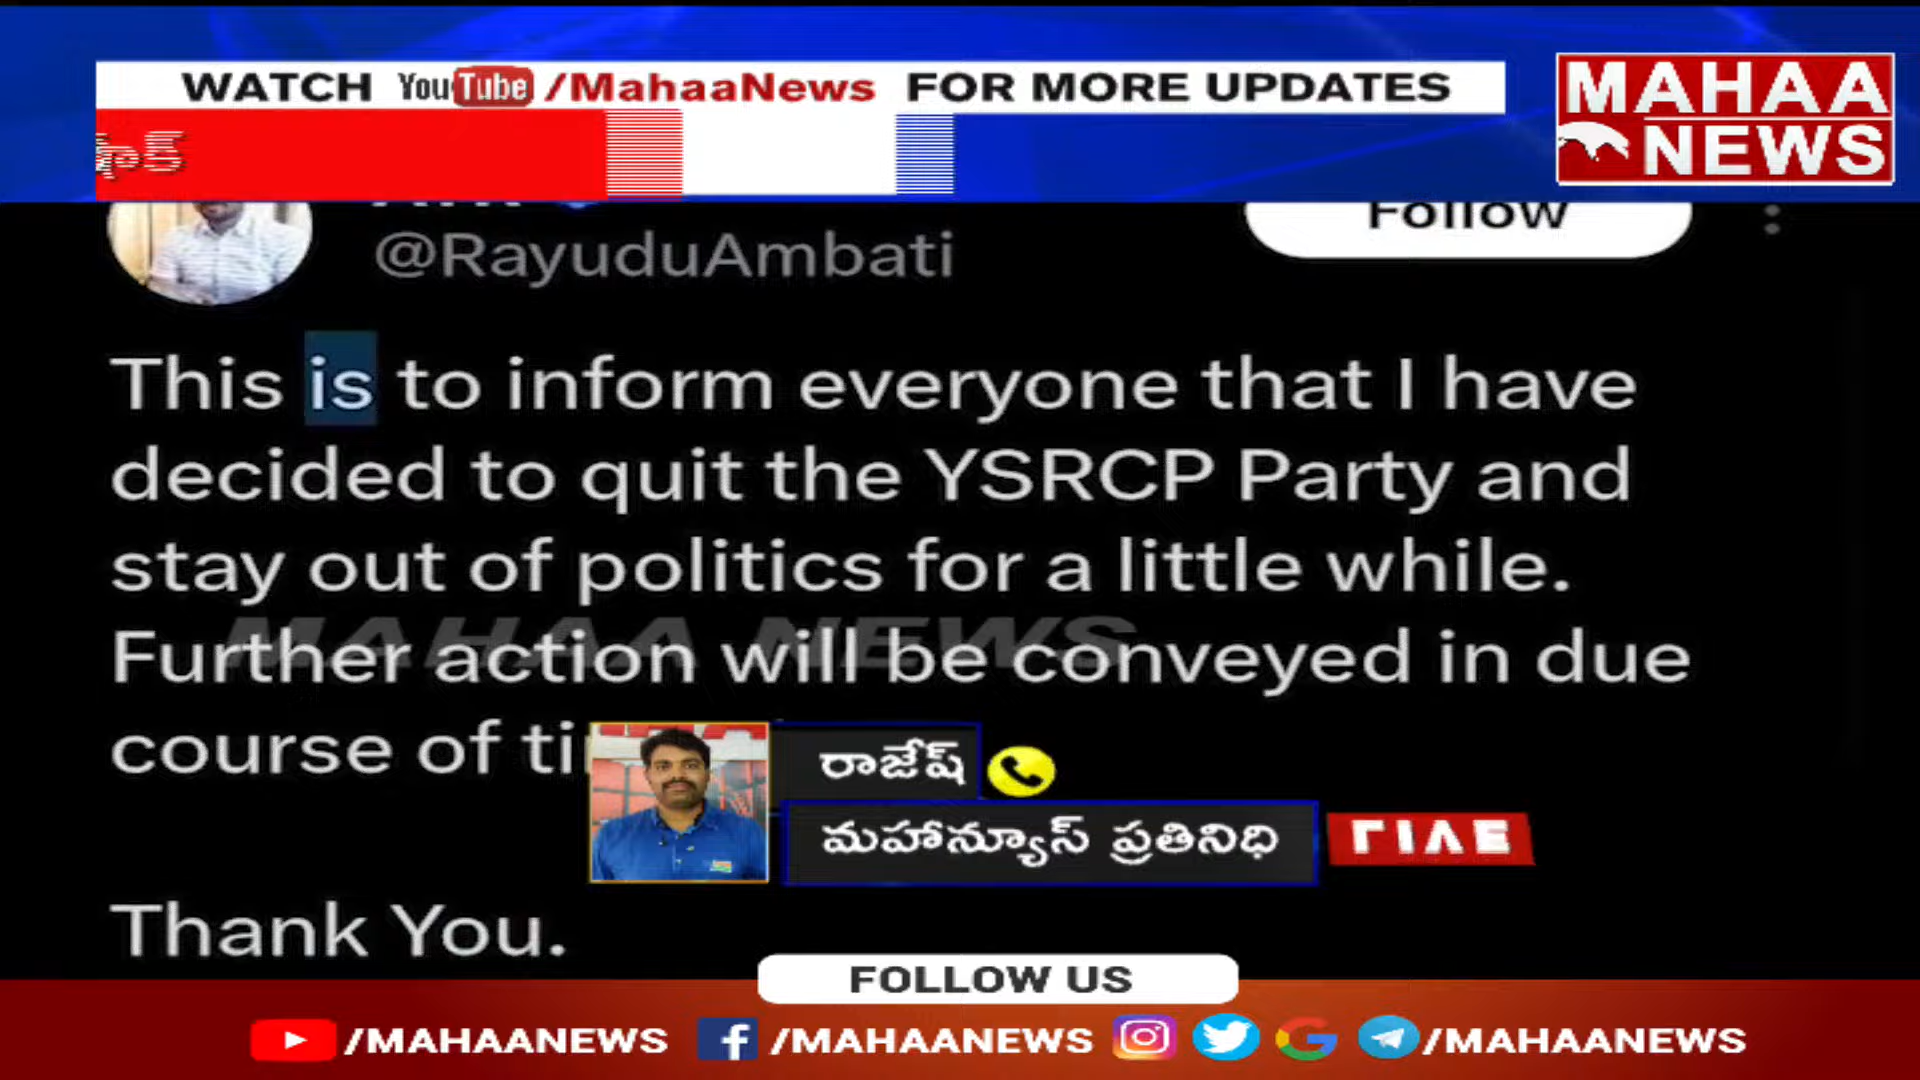 WATCH YouTube /MahaaNews FOR MORE UPDATES
MAHAA
NEWS
Follow
@RayuduAmbati
This is to inform everyone that I have
decided to quit the YSRCP Party and
stay out of politics for a little while.
MAHAA NEWS
Further action will be conveyed in due
course of
రాజేష్
మహాన్యూస్ ప్రతినిధి
LIVE
Thank You.
FOLLOW US
/MAHAANEWS /MAHAANEWS /MAHAANEWS